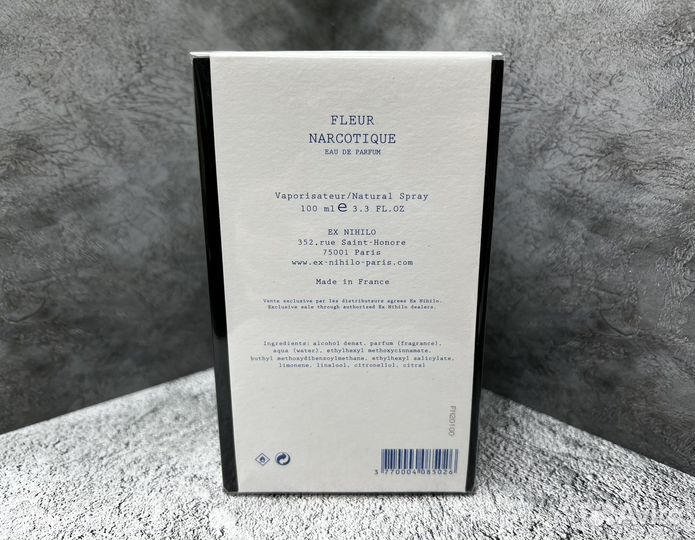 FLEUR
NARCOTIQUE
EAU DE PARFUM
Vaporisateur/Natural Spray
100 ml e 3.3 FL.OZ
EX NIHILO
352,rue Saint-Honore
75001 Paris
www.ex-nihilo-paris.com
Made in France
Vente exclusive par les distributeurs agrees Ex Nihilo.
Exclusive sale through authorized Ex Nihilo dealers.
Ingredients: alcohol denat, parfum (fragrance),
aqua (water), ethylhexyl methoxycinnamate,
buthyl methoxydibensoylmethane, ethylhexyl salicylate,
limonene, linalool, citronellol, citral
3 770004 085026